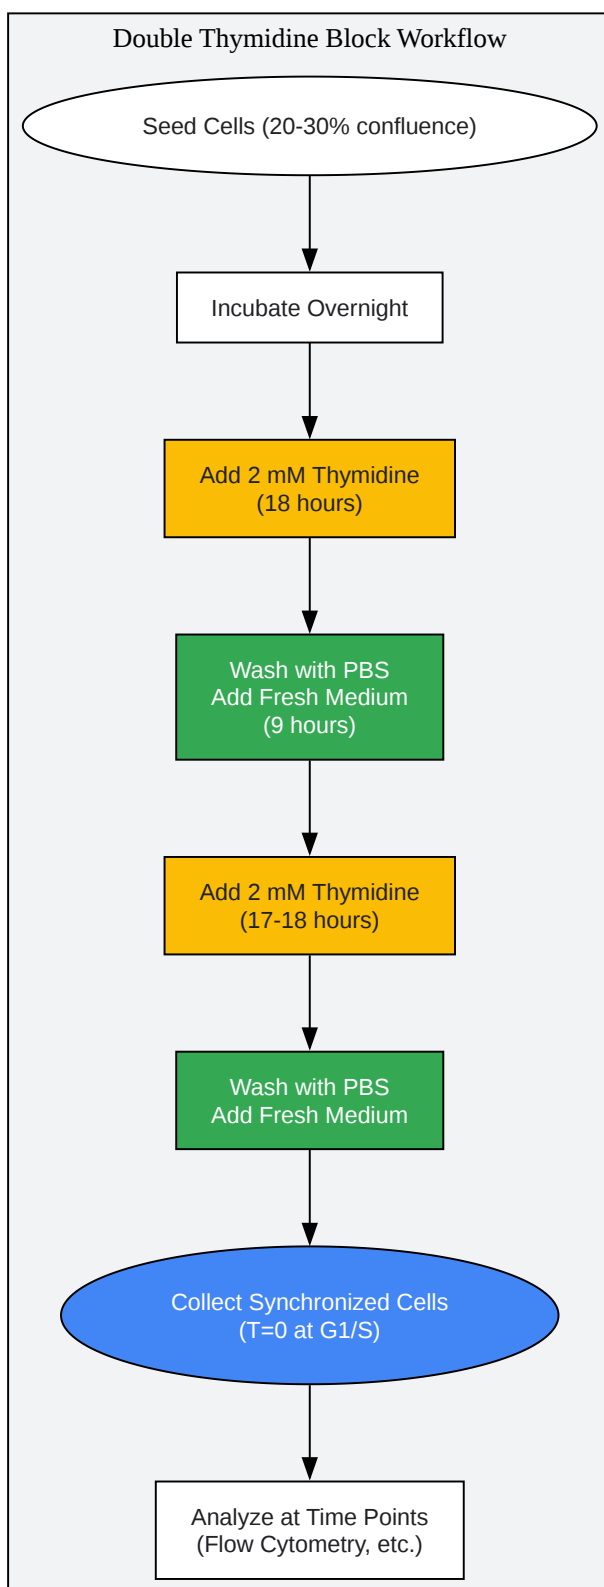 Double Thymidine Block Workflow
Seed Cells (20-30% confluence)
Incubate Overnight
Add 2 mM Thymidine
(18 hours)
Wash with PBS
Add Fresh Medium
(9 hours)
Add 2 mM Thymidine
(17-18 hours)
Wash with PBS
Add Fresh Medium
Collect Synchronized Cells
(T=0 at G1/S)
Analyze at Time Points
(Flow Cytometry, etc.)